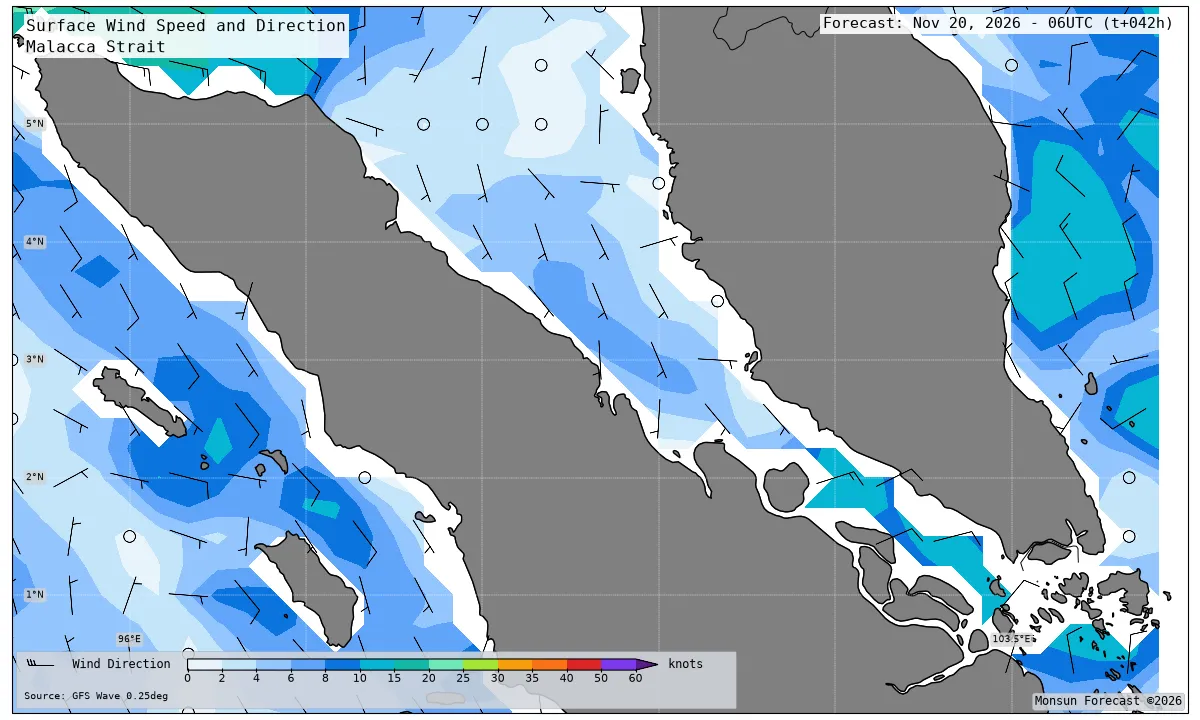 Surface Wind Speed and Direction
Malacca Strait
Forecast: Nov 20, 2026 - 06UTC (t+042h)
5°N
4°N
3°N
2°N
1°N
96°E
103.5°E
Wind Direction
knots
0 2 4 6 8 10 15 20 25 30 35 40 50 60
Source: GFS Wave 0.25deg
Monsun Forecast ©2026